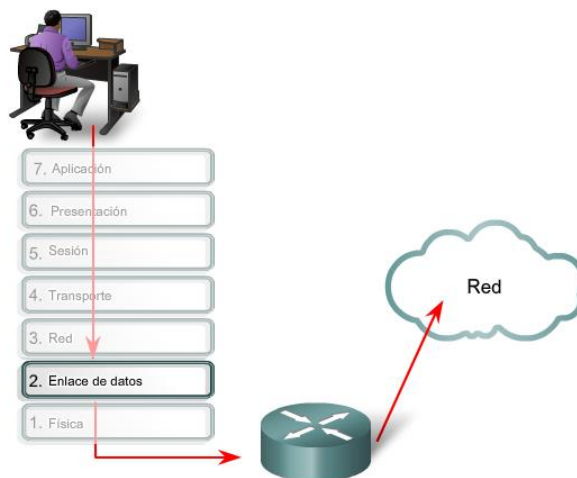 7. Aplicación
6. Presentación
5. Sesión
4. Transporte
3. Red
2. Enlace de datos
1. Física
Red